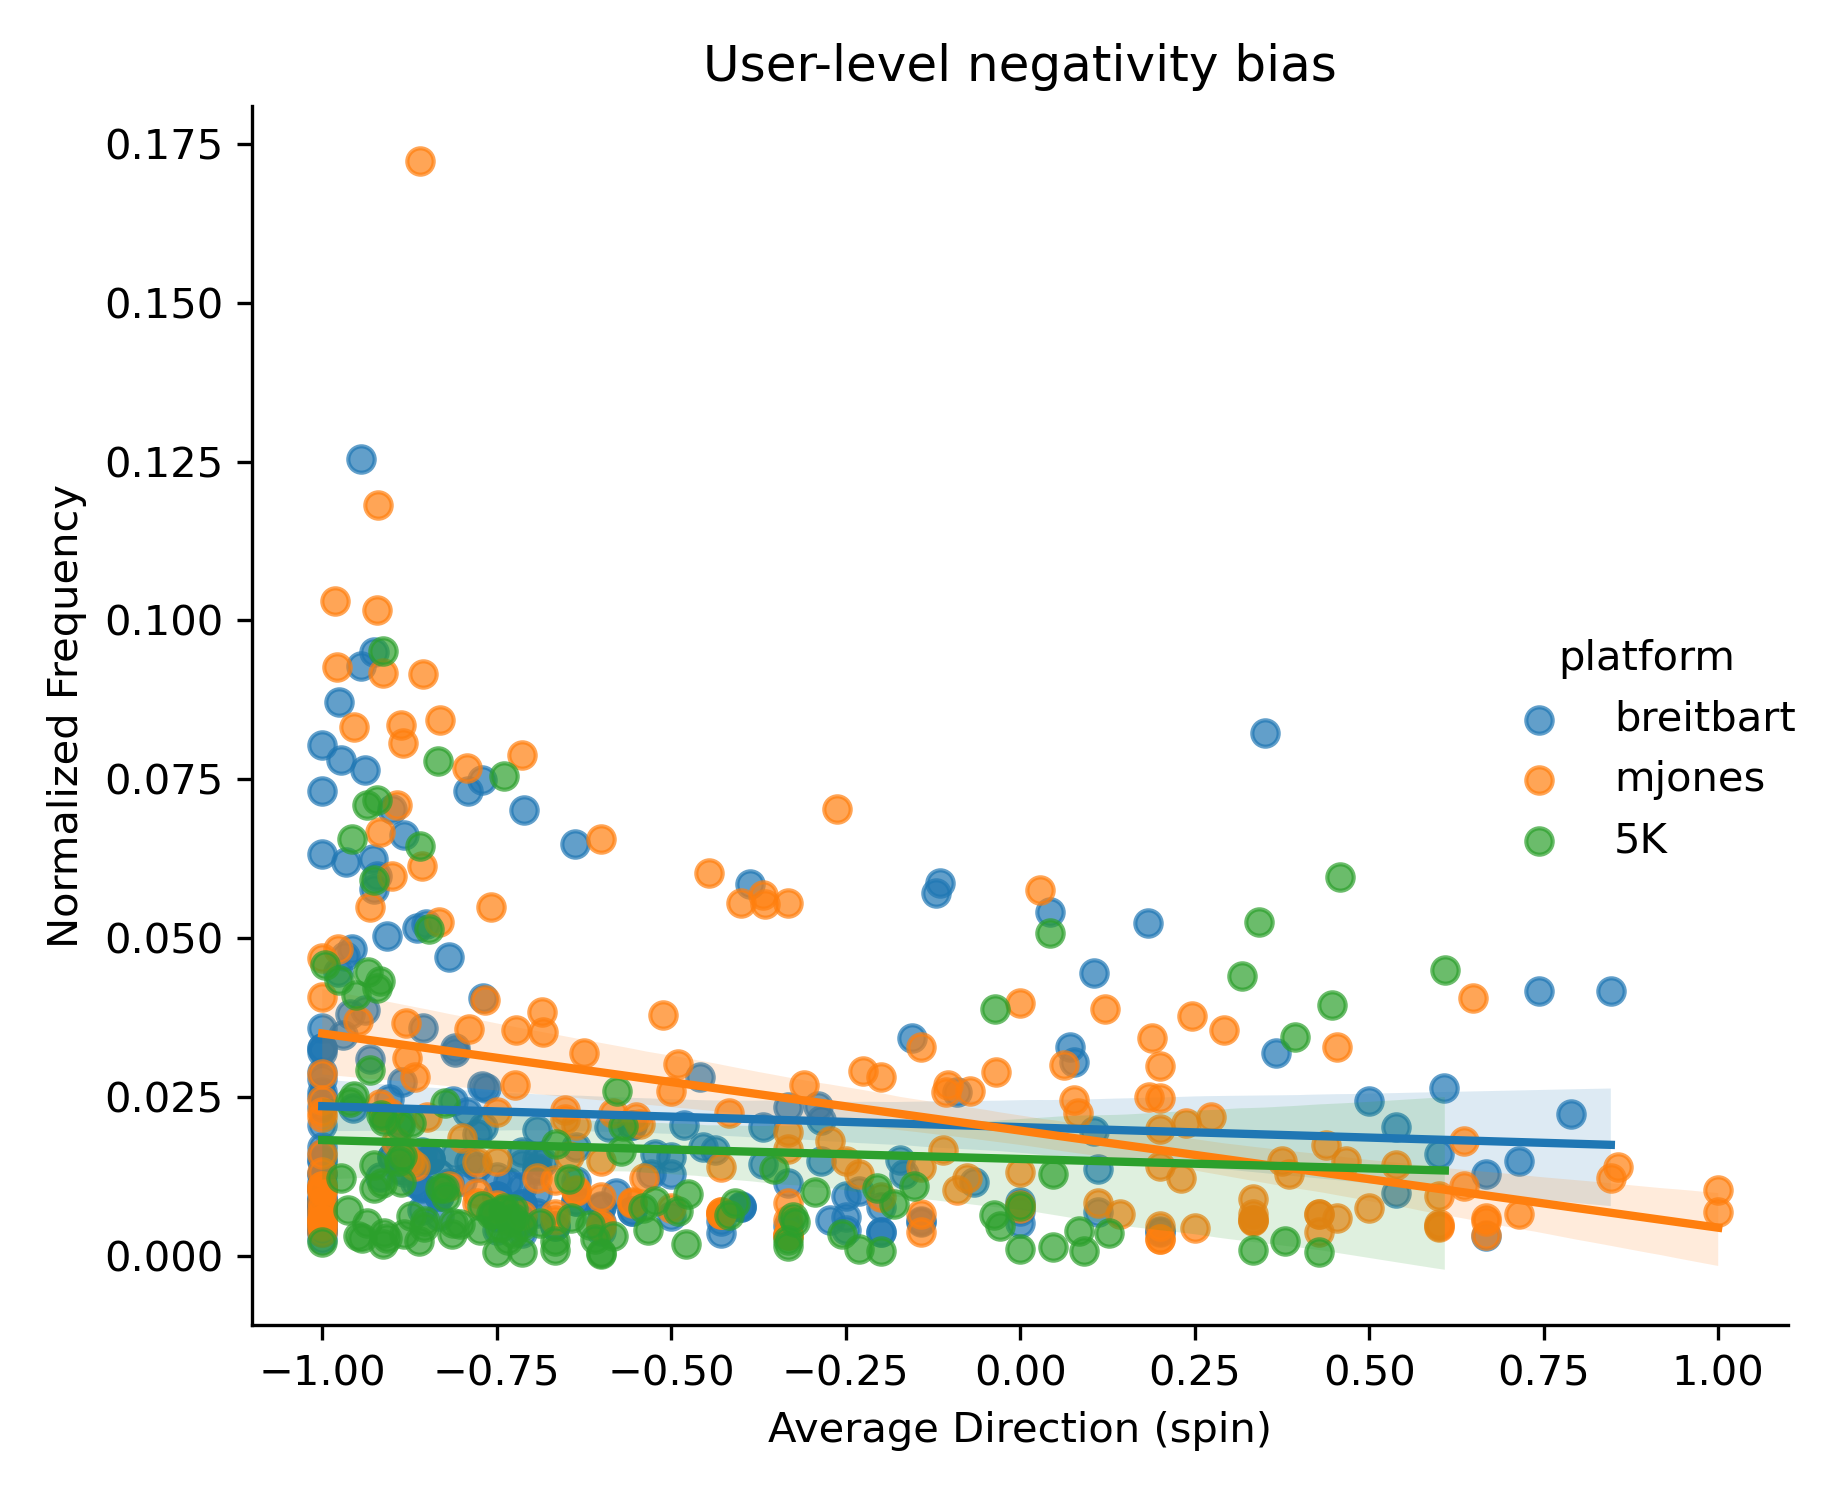 User-level negativity bias
0.175
0.150
0.125
0.100
0.075
0.050
0.025
0.000
Normalized Frequency
platform
breitbart
mjones
5K
−1.00 −0.75 −0.50 −0.25 0.00 0.25 0.50 0.75 1.00
Average Direction (spin)